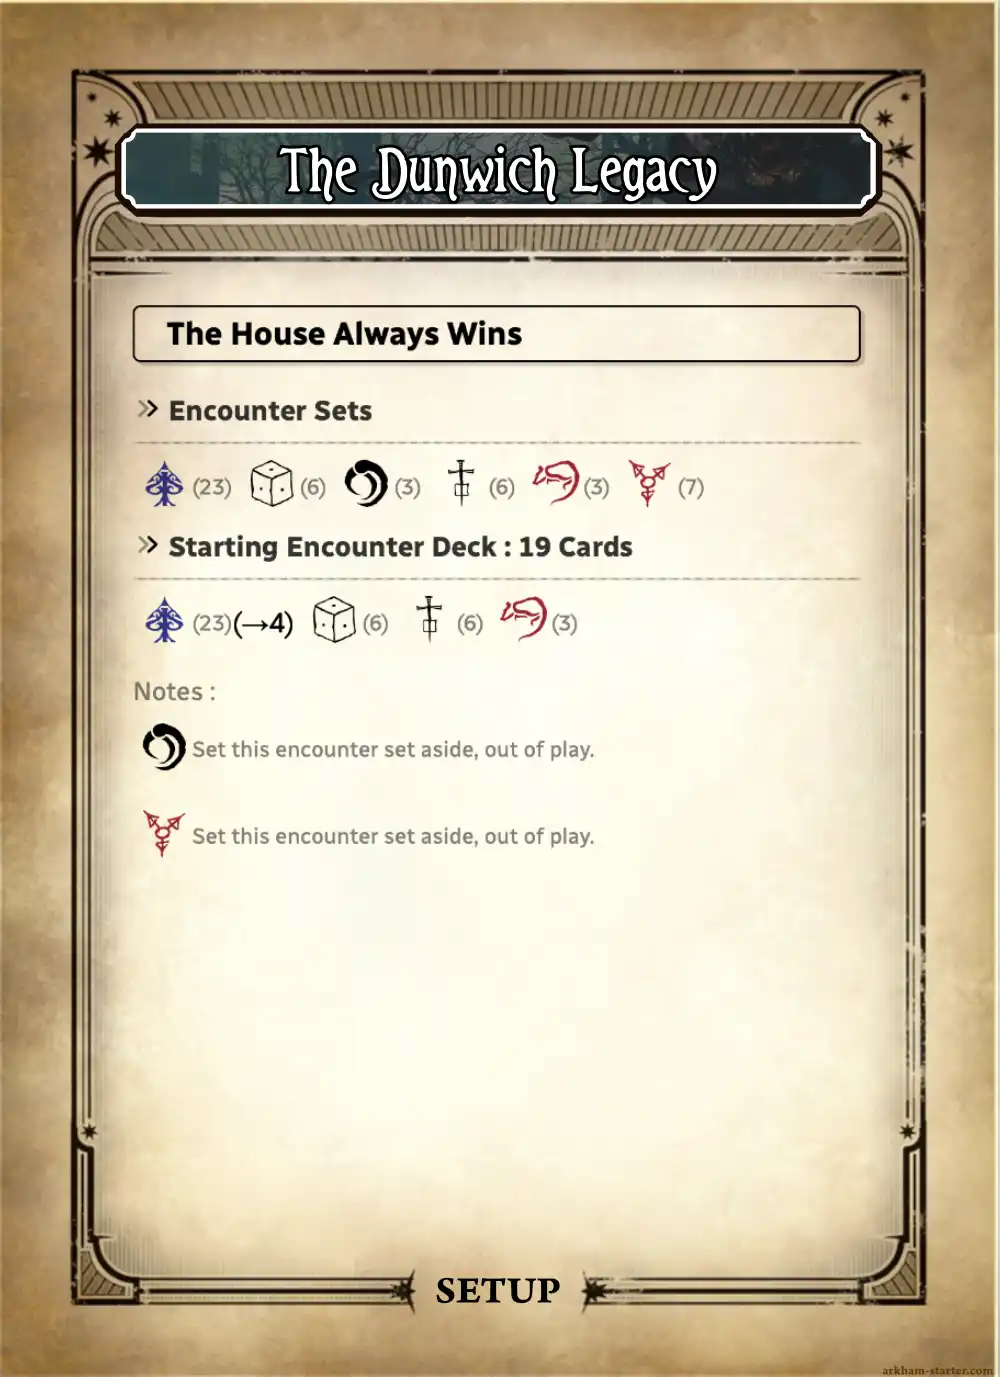 The Dunwich Legacy
The House Always Wins
» Encounter Sets
(23) (6) (3) (6) (3) (7)
» Starting Encounter Deck : 19 Cards
(23)(→4) (6) (6) (3)
Notes :
Set this encounter set aside, out of play.
Set this encounter set aside, out of play.
SETUP
arkham-starter.com